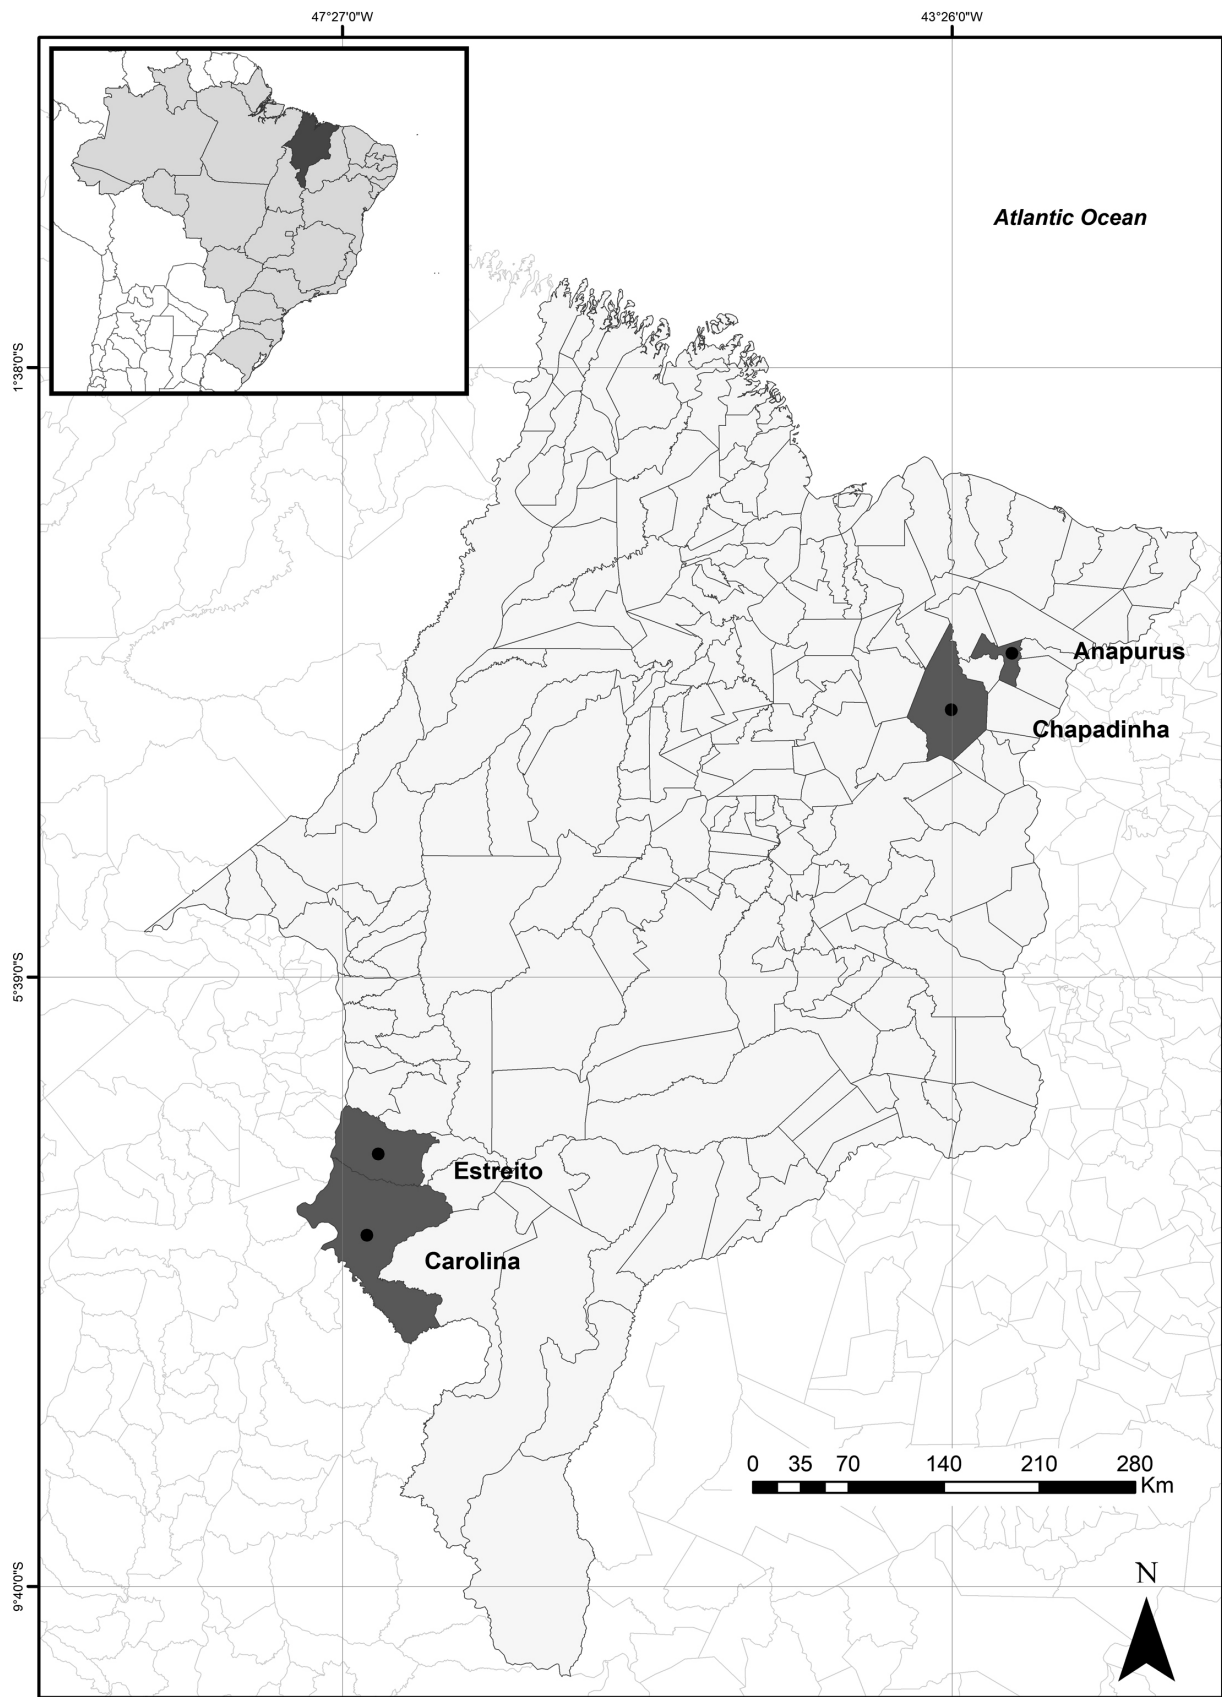 47°27'0"W
43°26'0"W
Atlantic Ocean
1°38'0"S
Anapurus
Chapadinha
5°39'0"S
Estreito
Carolina
0 35 70 140 210 280
Km
9°40'0"S
N